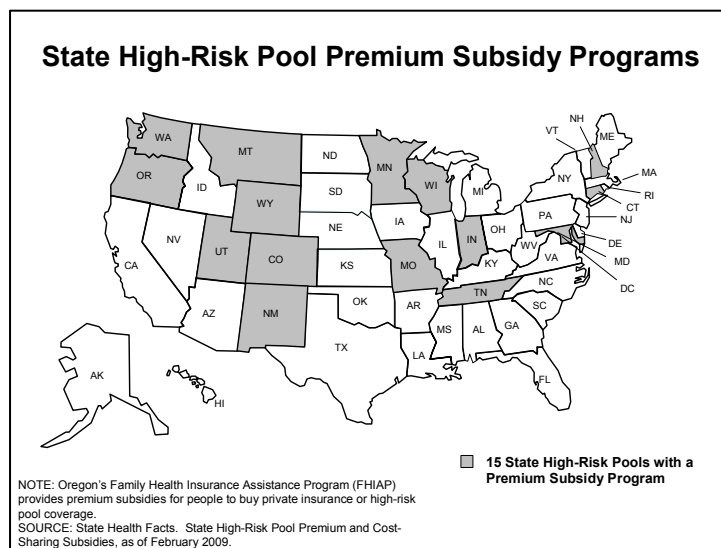 State High-Risk Pool Premium Subsidy Programs
WA
OR
MT
ID
WY
ND
SD
NE
MN
WI
MI
IA
NV
UT
CO
KS
MO
IL
IN
OH
KY
WV
PA
NY
VT
NH
ME
MA
RI
CT
NJ
DE
MD
DC
VA
NC
SC
TN
CA
AZ
NM
OK
AR
TX
LA
MS
AL
GA
FL
AK
HI
15 State High-Risk Pools with a
Premium Subsidy Program
NOTE: Oregon’s Family Health Insurance Assistance Program (FHIAP)
provides premium subsidies for people to buy private insurance or high-risk
pool coverage.
SOURCE: State Health Facts.  State High-Risk Pool Premium and Cost-
Sharing Subsidies, as of February 2009.